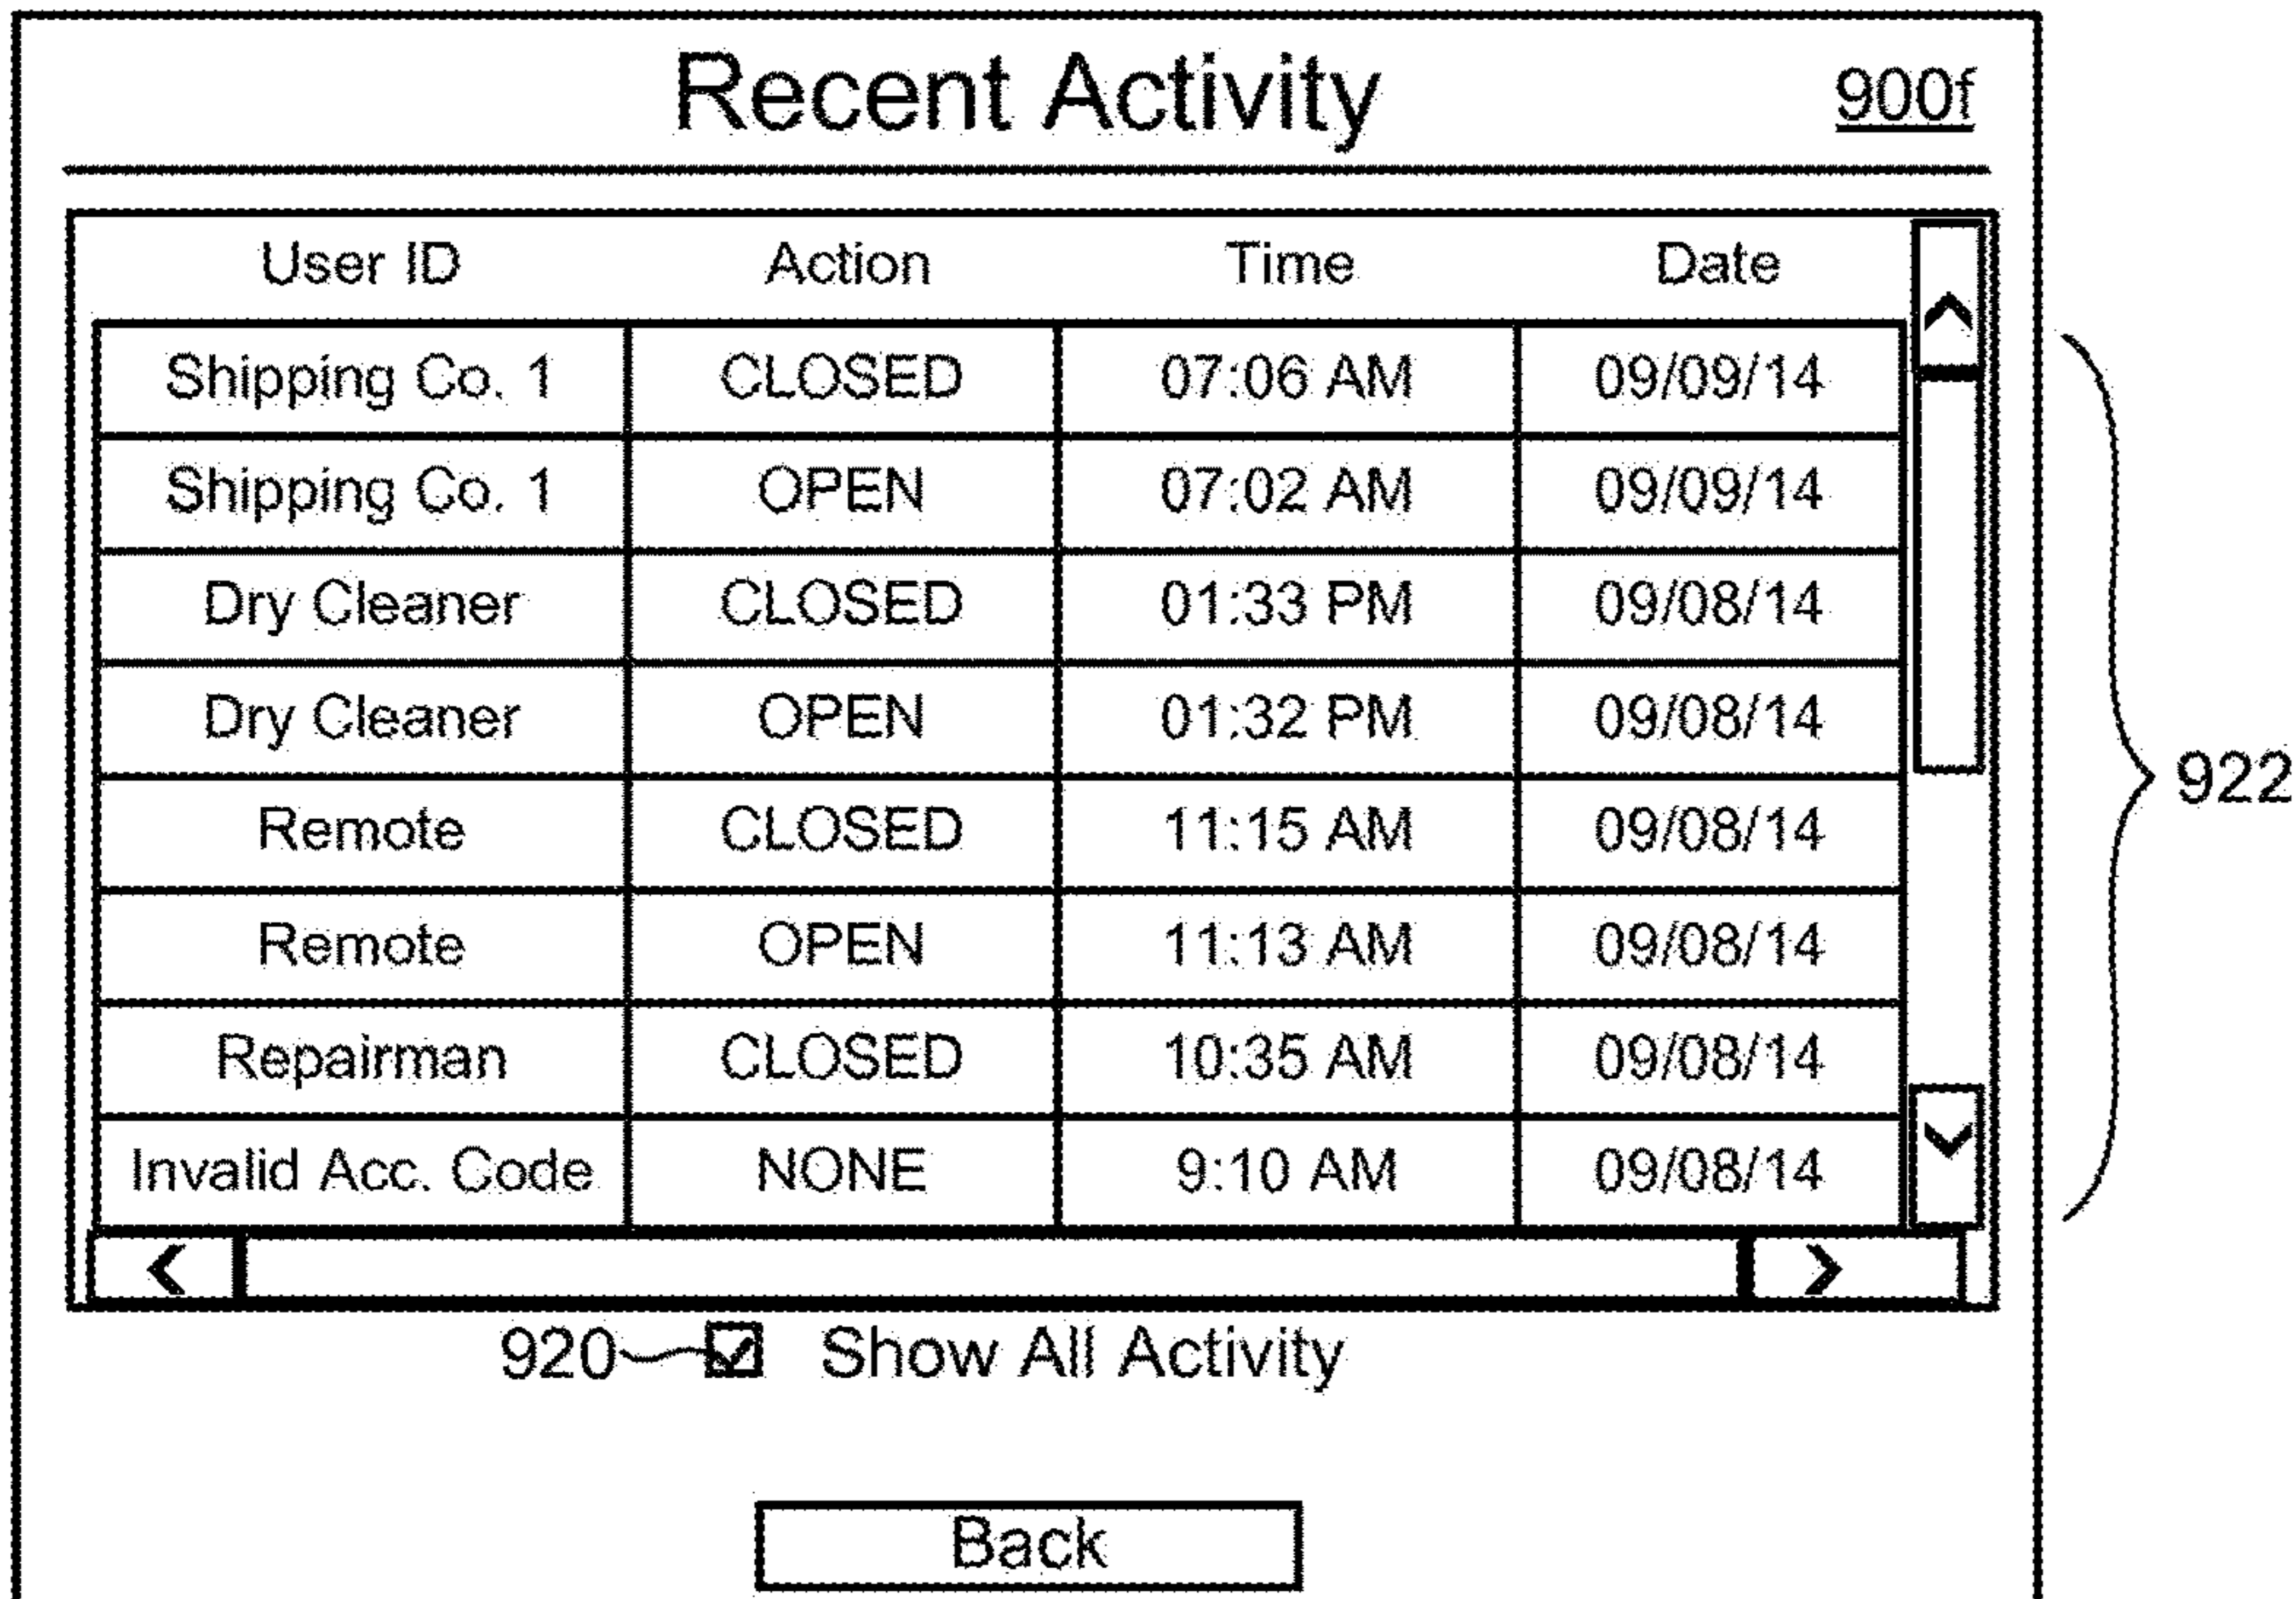 Recent Activity 900f
User ID Action Time Date
Shipping Co. 1 CLOSED 07:06 AM 09/09/14
Shipping Co. 1 OPEN 07:02 AM 09/09/14
Dry Cleaner CLOSED 01:33 PM 09/08/14
Dry Cleaner OPEN 01:32 PM 09/08/14
Remote CLOSED 11:15 AM 09/08/14
Remote OPEN 11:13 AM 09/08/14
Repairman CLOSED 10:35 AM 09/08/14
Invalid Acc. Code NONE 9:10 AM 09/08/14
922
920 Show All Activity
Back